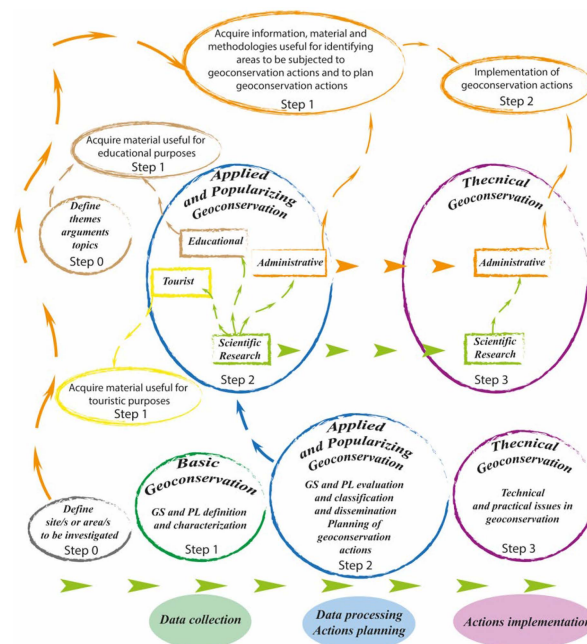 Acquire information, material
and methodologies useful for identifying
areas to be subjected to
geoconservation actions and to plan
geoconservation actions
Step 1
Implementation of
geoconservation actions
Step 2
Acquire material useful for
educational purposes
Step 1
Define
themes
arguments
topics
Step 0
Applied
and Popularizing
Geoconservation
Educational
Administrative
Tourist
Scientific
Research
Step 2
Thecnical
Geoconservation
Administrative
Scientific
Research
Step 3
Acquire material useful for
touristic purposes
Step 1
Define
site/s or area/s
to be investigated
Step 0
Basic
Geoconservation
GS and PL definition
and characterization
Step 1
Applied
and Popularizing
Geoconservation
GS and PL evaluation
and classification
and dissemination
Planning of
geoconservation
actions
Step 2
Thecnical
Geoconservation
Technical
and practical issues in
geoconservation
Step 3
Data collection
Data processing
Actions planning
Actions implementation